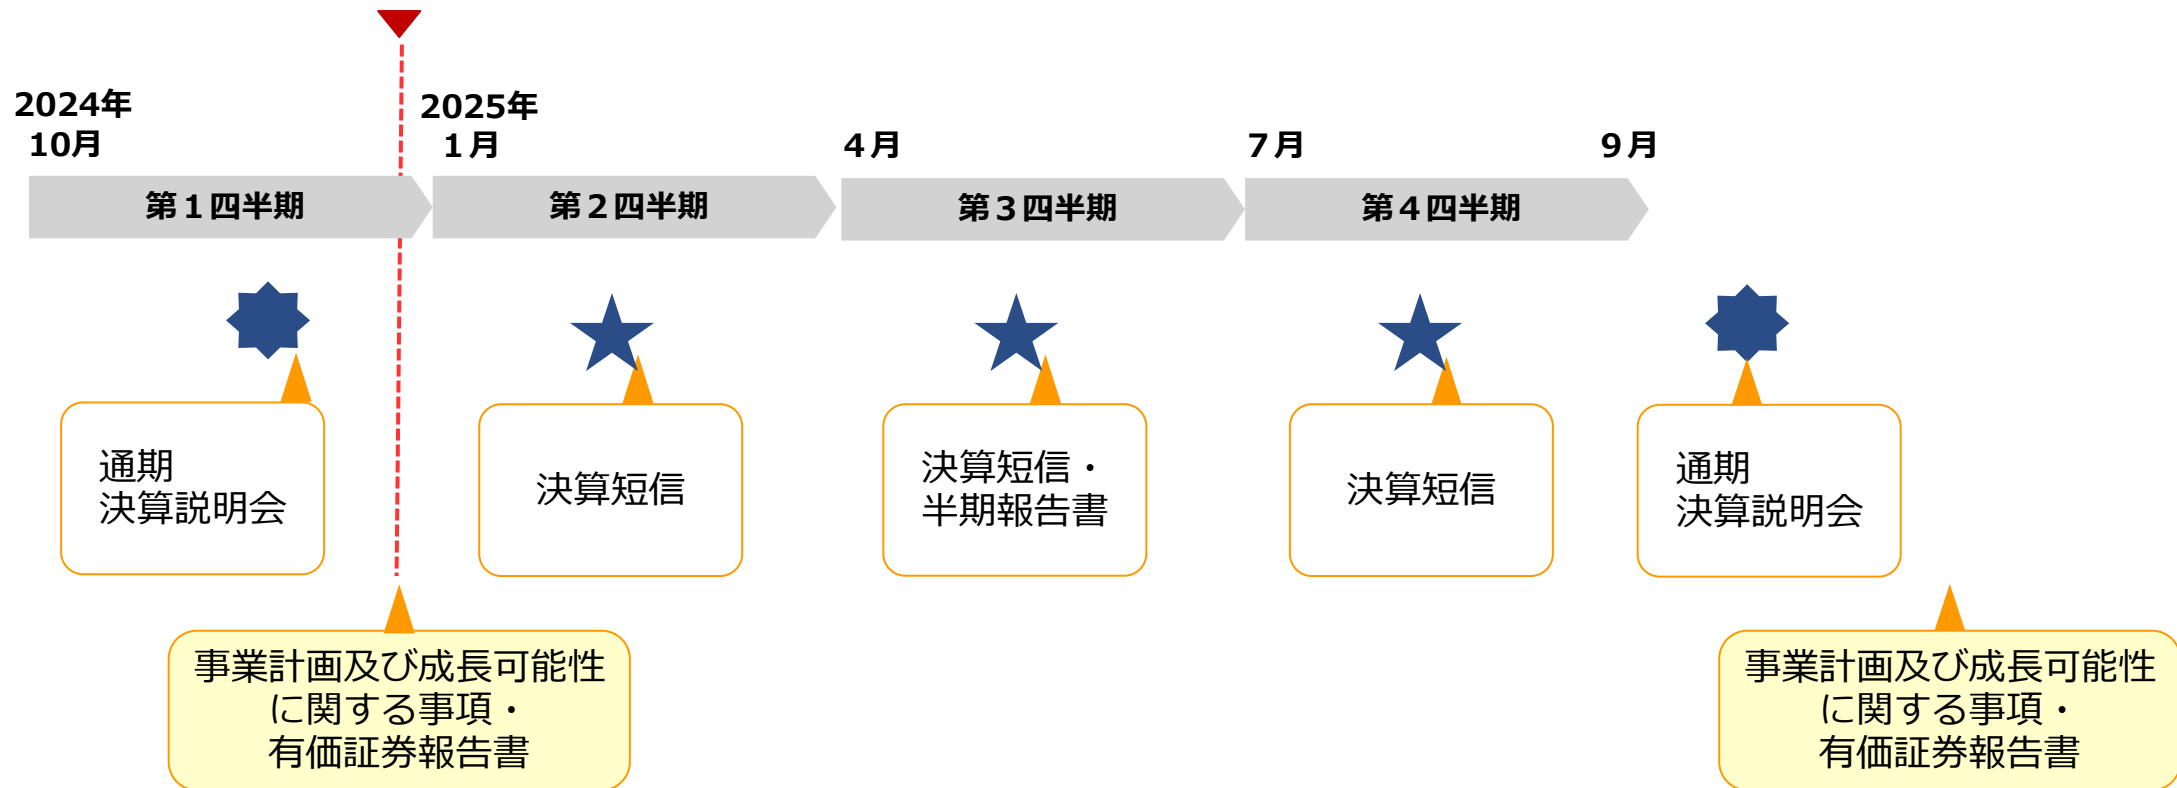 2024年
10月
2025年
１月
４月
７月
９月
第１四半期
第２四半期
第３四半期
第４四半期
通期
決算説明会
決算短信
決算短信・
半期報告書
決算短信
通期
決算説明会
事業計画及び成長可能性
に関する事項・
有価証券報告書
事業計画及び成長可能性
に関する事項・
有価証券報告書